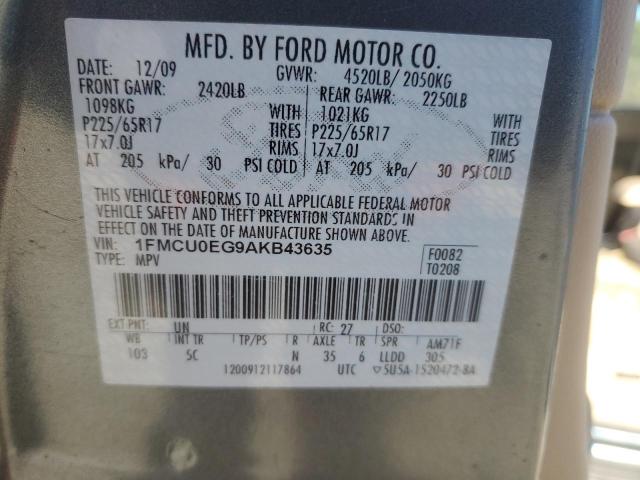 MFD. BY FORD MOTOR CO.
DATE: 12/09 GVWR: 4520LB/ 2050KG
FRONT GAWR: 2420LB REAR GAWR: 2250LB
1098KG WITH 1021KG WITH
P225/65R17 TIRES P225/65R17 TIRES
17x7.0J RIMS 17x7.0J RIMS
AT 205 kPa/ 30 PSI COLD AT 205 kPa/ 30 PSI COLD
THIS VEHICLE CONFORMS TO ALL APPLICABLE FEDERAL MOTOR
VEHICLE SAFETY AND THEFT PREVENTION STANDARDS IN
EFFECT ON THE DATE OF MANUFACTURE SHOWN ABOVE.
VIN: 1FMCU0EG9AKB43635 F0082
TYPE: MPV T0208
EXT PNT: UN RC: 27 DSO:
WB INT TR TP/PS R AXLE TR SPR AM71F
103 5C N 35 6 LLDD 305
1200912117864 UTC ▽5U5A-1520472-8A